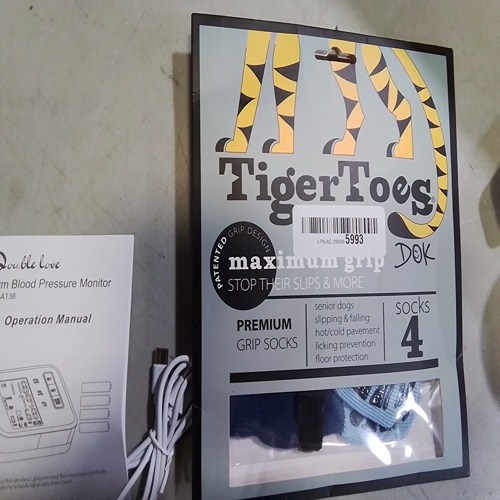 Double love
rm Blood Pressure Monitor
A138
Operation Manual
TigerToes
5993
DOK
PATENTED GRIP DESIGN
maximum grip
STOP THEIR SLIPS & MORE
PREMIUM
GRIP SOCKS
senior dogs
slipping & falling
hot/cold pavement
licking prevention
floor protection
SOCKS
4